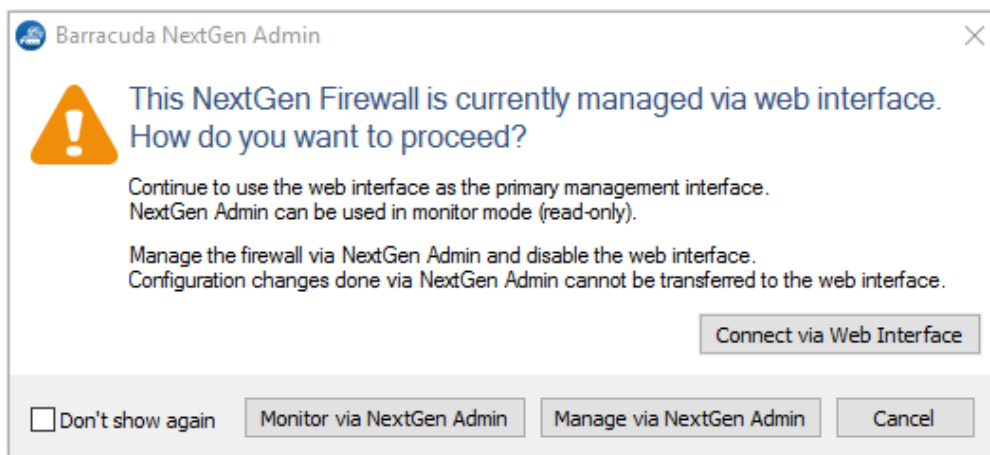 Barracuda NextGen Admin
This NextGen Firewall is currently managed via web interface.
How do you want to proceed?
Continue to use the web interface as the primary management interface.
NextGen Admin can be used in monitor mode (read-only).
Manage the firewall via NextGen Admin and disable the web interface.
Configuration changes done via NextGen Admin cannot be transferred to the web interface.
Connect via Web Interface
Don't show again
Monitor via NextGen Admin
Manage via NextGen Admin
Cancel